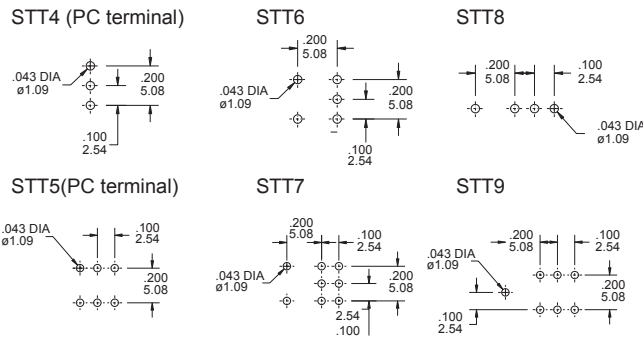 STT4 (PC terminal)
.043 DIA
ø1.09
.200
5.08
.100
2.54
STT6
.200
5.08
.043 DIA
ø1.09
.200
5.08
.100
2.54
STT8
.200
5.08
.100
2.54
.043 DIA
ø1.09
STT5(PC terminal)
.043 DIA
ø1.09
.100
2.54
.200
5.08
STT7
.200
5.08
.100
2.54
.043 DIA
ø1.09
.200
5.08
2.54
.100
STT9
.200
5.08
.100
2.54
.043 DIA
ø1.09
.200
5.08
.100
2.54